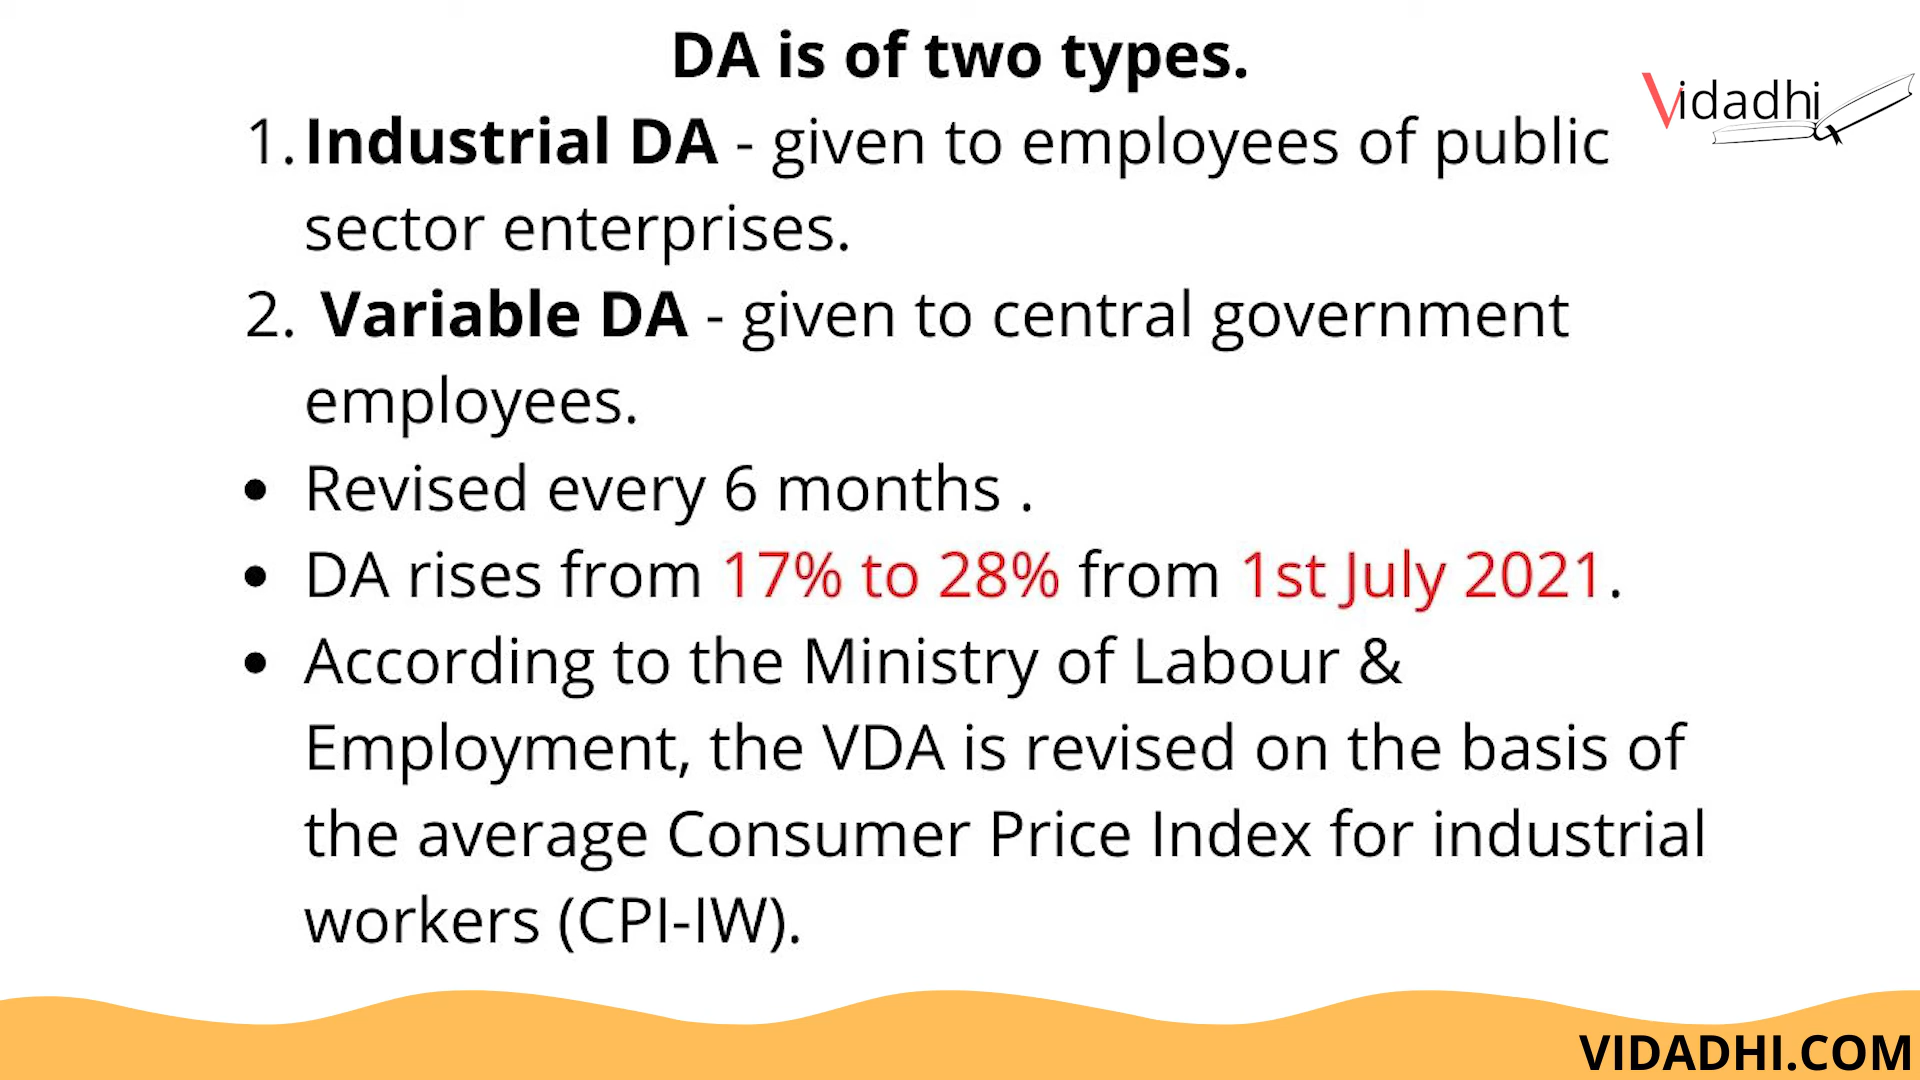 DA is of two types.
Vidadhi
1. Industrial DA - given to employees of public
sector enterprises.
2. Variable DA - given to central government
employees.
• Revised every 6 months .
• DA rises from 17% to 28% from 1st July 2021.
• According to the Ministry of Labour &
Employment, the VDA is revised on the basis of
the average Consumer Price Index for industrial
workers (CPI-IW).
VIDADHI.COM